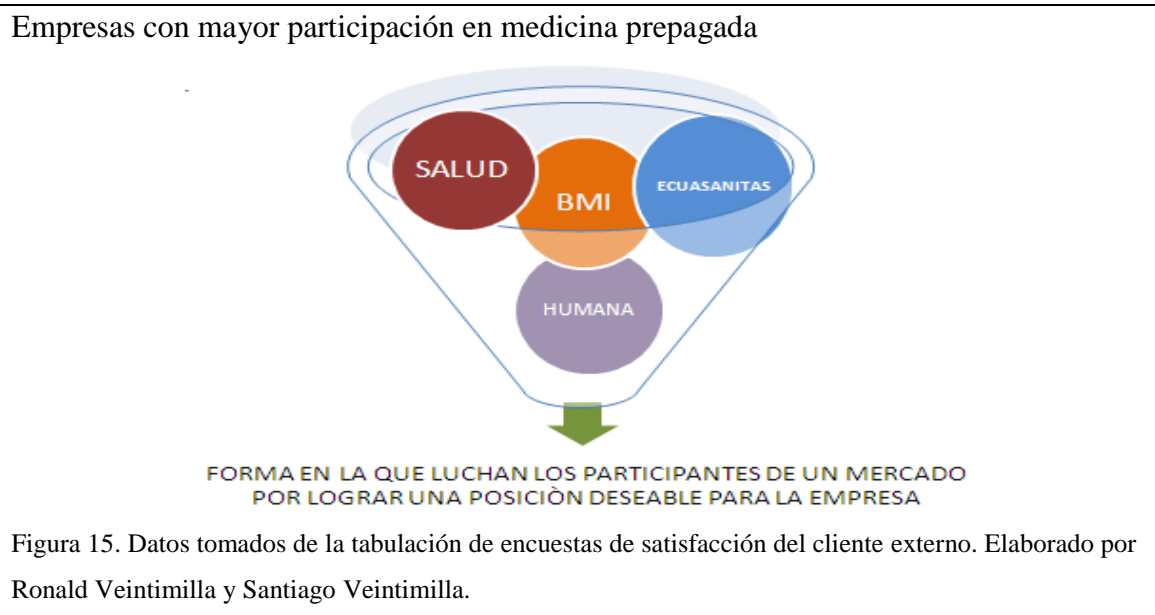 Empresas con mayor participación en medicina prepagada
SALUD
BMI
ECUASANITAS
HUMANA
FORMA EN LA QUE LUCHAN LOS PARTICIPANTES DE UN MERCADO
POR LOGRAR UNA POSICIÒN DESEABLE PARA LA EMPRESA
Figura 15. Datos tomados de la tabulación de encuestas de satisfacción del cliente externo. Elaborado por
Ronald Veintimilla y Santiago Veintimilla.